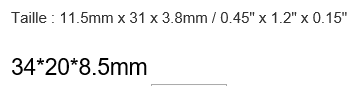 Taille : 11.5mm x 31 x 3.8mm / 0.45" x 1.2" x 0.15"
34*20*8.5mm